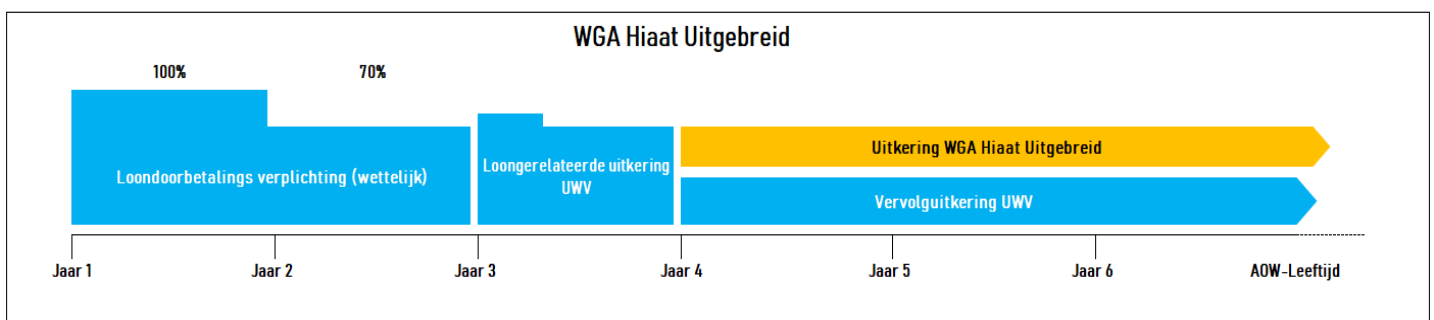 WGA Hiaat Uitgebreid
100%
70%
Loondoorbetalings verplichting (wettelijk)
Loongerelateerde uitkering
UWV
Uitkering WGA Hiaat Uitgebreid
Vervolguitkering UWV
Jaar 1
Jaar 2
Jaar 3
Jaar 4
Jaar 5
Jaar 6
AOW-Leeftijd